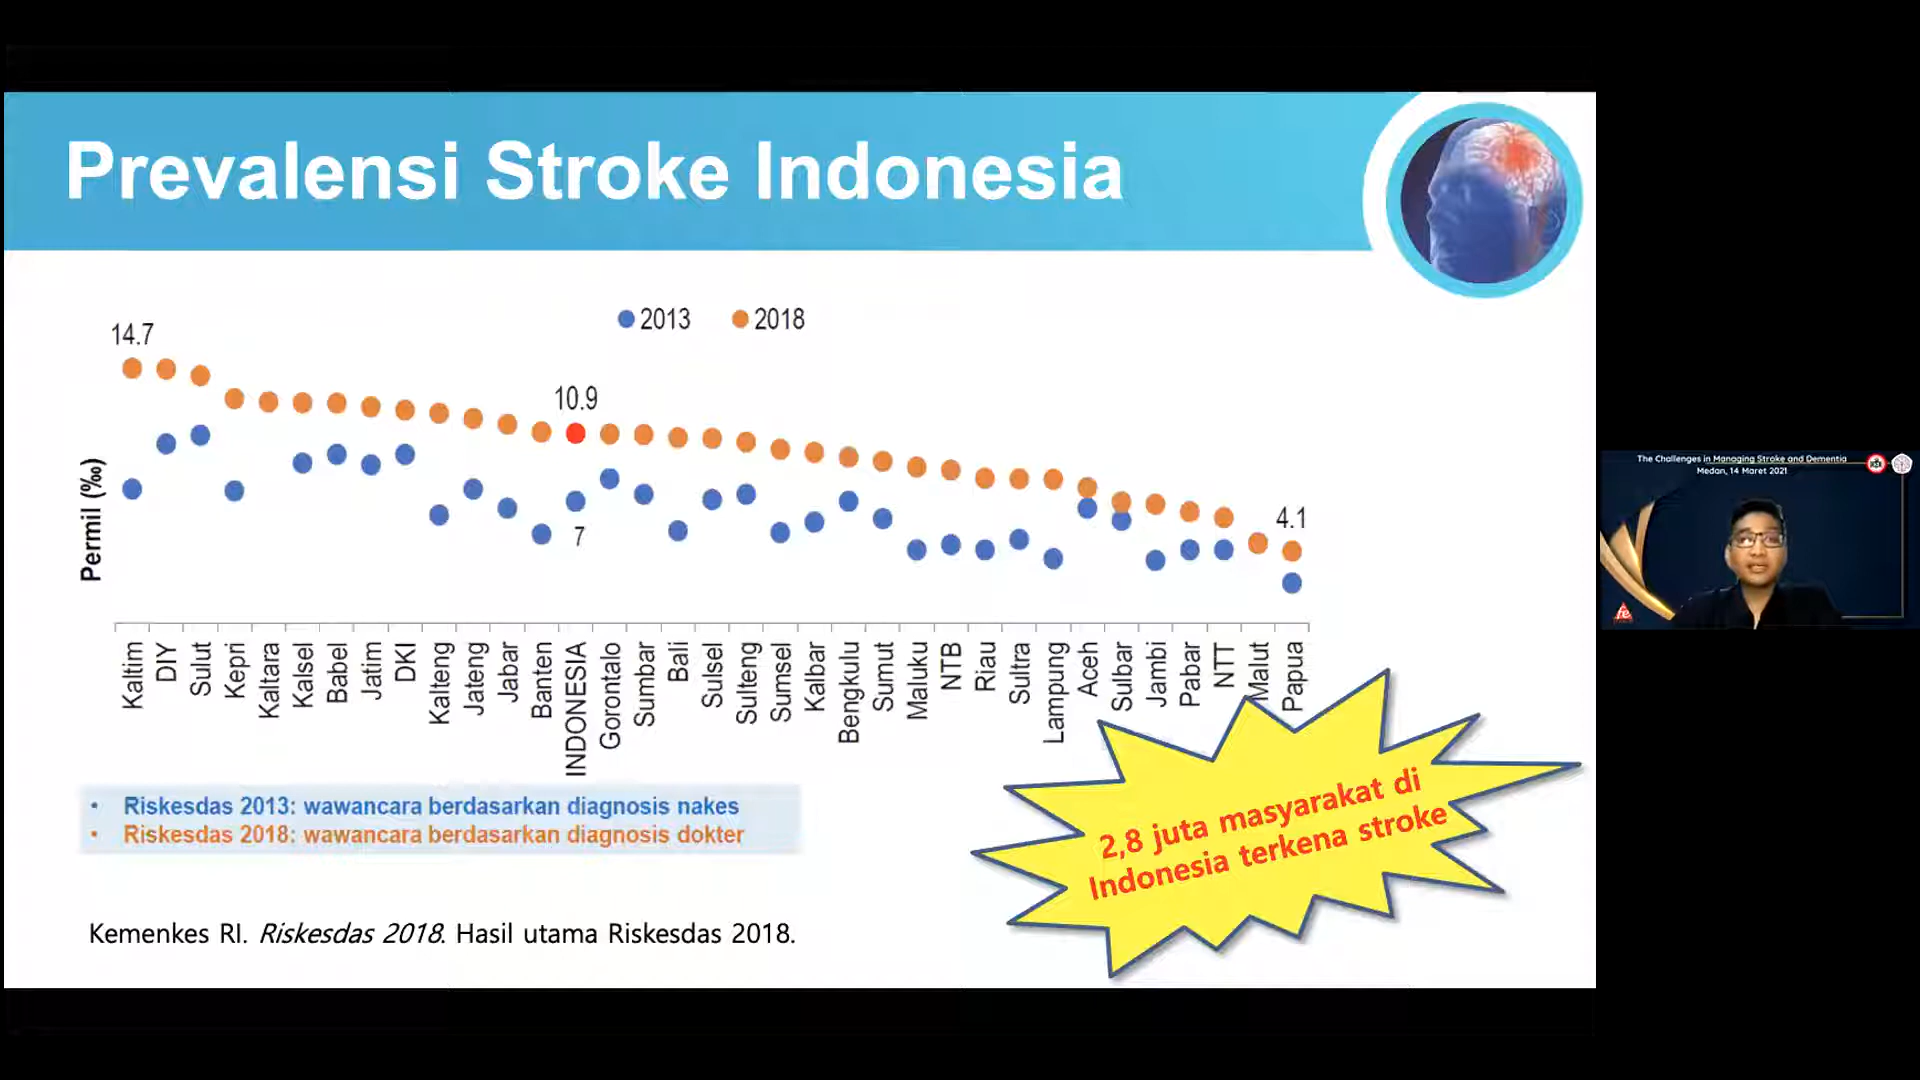 Prevalensi Stroke Indonesia
2013 2018
14.7
10.9
7
4.1
Permil (‰)
Kaltim
DIY
Sulut
Kepri
Kaltara
Kalsel
Babel
Jatim
DKI
Kalteng
Jateng
Jabar
Banten
INDONESIA
Gorontalo
Sumbar
Bali
Sulsel
Sulteng
Sumsel
Kalbar
Bengkulu
Sumut
Maluku
NTB
Riau
Sultra
Lampung
Aceh
Sulbar
Jambi
Pabar
NTT
Malut
Papua
• Riskesdas 2013: wawancara berdasarkan diagnosis nakes
• Riskesdas 2018: wawancara berdasarkan diagnosis dokter
2,8 juta masyarakat di
Indonesia terkena stroke
Kemenkes RI. Riskesdas 2018. Hasil utama Riskesdas 2018.
The Challenges in Managing Stroke and Dementia
Medan, 14 Maret 2021